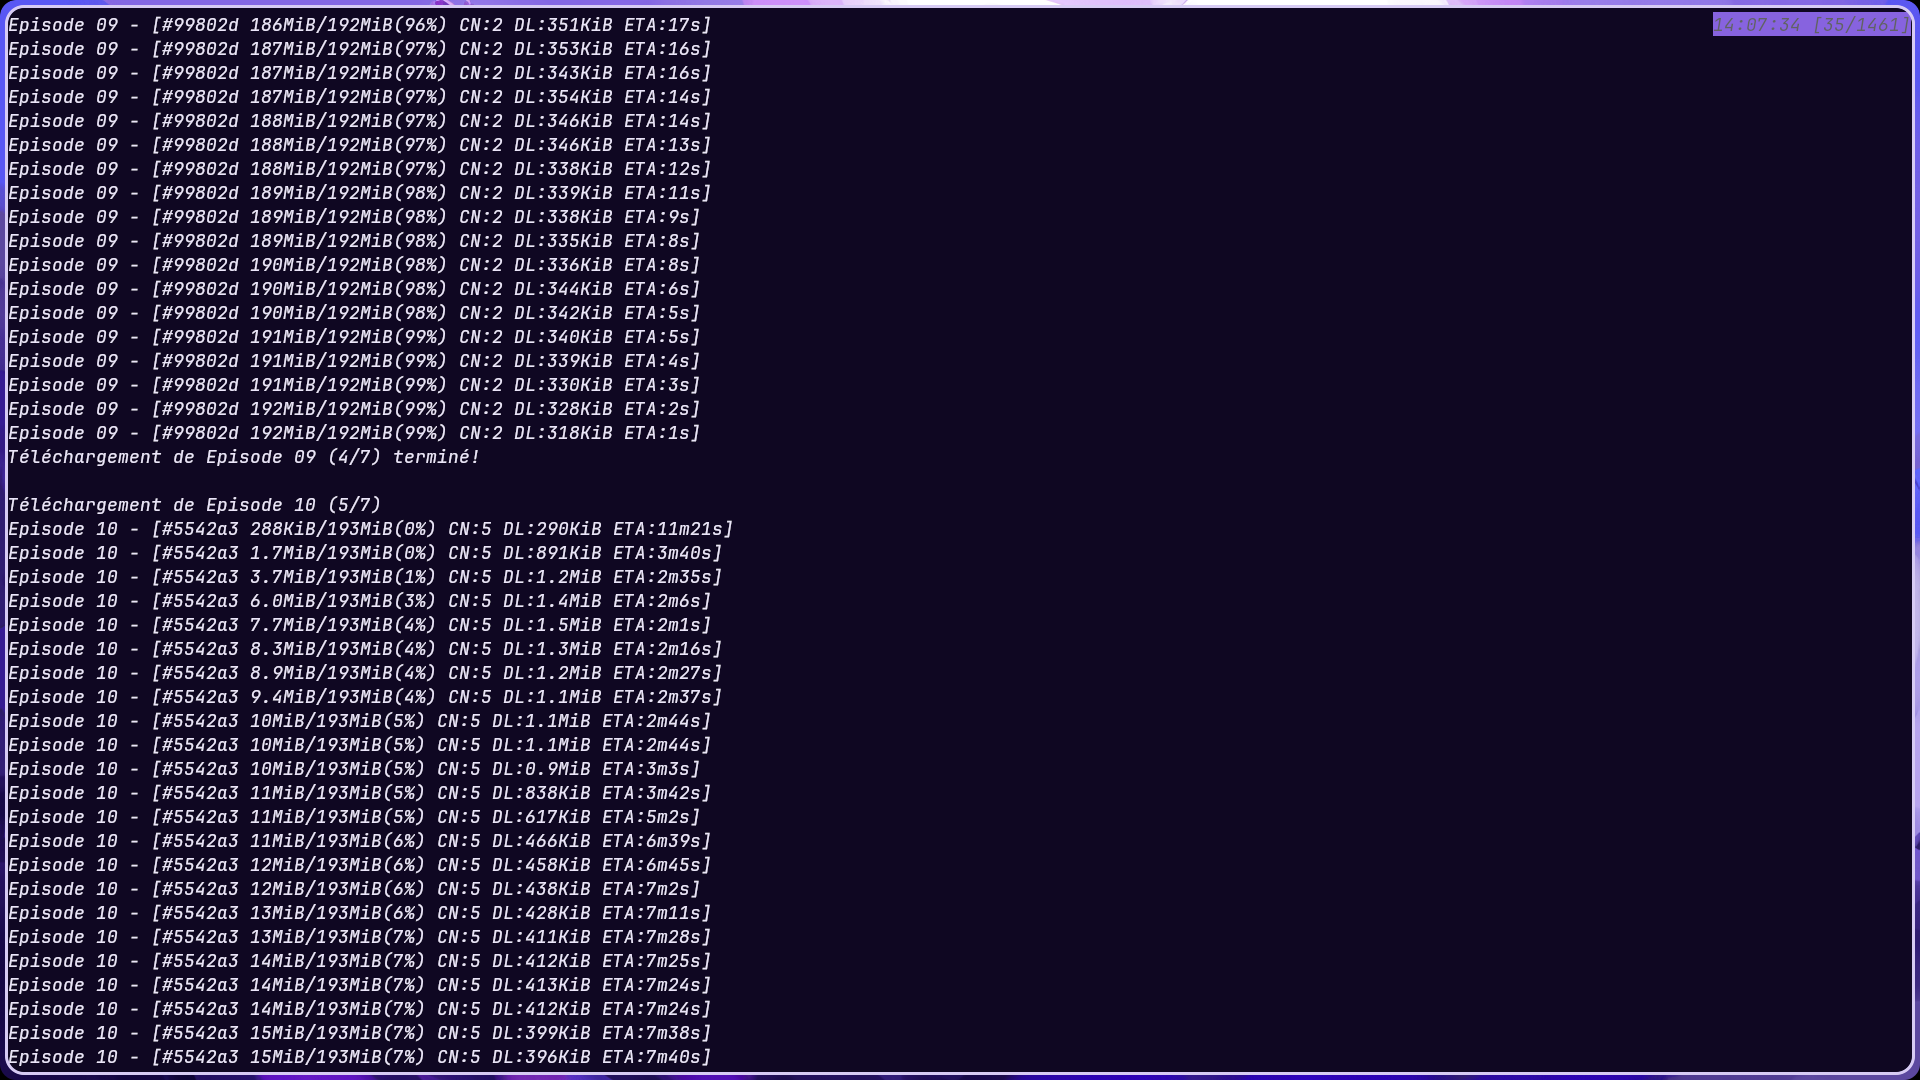 Episode 09 - [#99802d 186MiB/192MiB(96%) CN:2 DL:351KiB ETA:17s]
14:07:34 [35/1461]
Episode 09 - [#99802d 187MiB/192MiB(97%) CN:2 DL:353KiB ETA:16s]
Episode 09 - [#99802d 187MiB/192MiB(97%) CN:2 DL:343KiB ETA:16s]
Episode 09 - [#99802d 187MiB/192MiB(97%) CN:2 DL:354KiB ETA:14s]
Episode 09 - [#99802d 188MiB/192MiB(97%) CN:2 DL:346KiB ETA:14s]
Episode 09 - [#99802d 188MiB/192MiB(97%) CN:2 DL:346KiB ETA:13s]
Episode 09 - [#99802d 188MiB/192MiB(97%) CN:2 DL:338KiB ETA:12s]
Episode 09 - [#99802d 189MiB/192MiB(98%) CN:2 DL:339KiB ETA:11s]
Episode 09 - [#99802d 189MiB/192MiB(98%) CN:2 DL:338KiB ETA:9s]
Episode 09 - [#99802d 189MiB/192MiB(98%) CN:2 DL:335KiB ETA:8s]
Episode 09 - [#99802d 190MiB/192MiB(98%) CN:2 DL:336KiB ETA:8s]
Episode 09 - [#99802d 190MiB/192MiB(98%) CN:2 DL:344KiB ETA:6s]
Episode 09 - [#99802d 190MiB/192MiB(98%) CN:2 DL:342KiB ETA:5s]
Episode 09 - [#99802d 191MiB/192MiB(99%) CN:2 DL:340KiB ETA:5s]
Episode 09 - [#99802d 191MiB/192MiB(99%) CN:2 DL:339KiB ETA:4s]
Episode 09 - [#99802d 191MiB/192MiB(99%) CN:2 DL:330KiB ETA:3s]
Episode 09 - [#99802d 192MiB/192MiB(99%) CN:2 DL:328KiB ETA:2s]
Episode 09 - [#99802d 192MiB/192MiB(99%) CN:2 DL:318KiB ETA:1s]
Téléchargement de Episode 09 (4/7) terminé!
Téléchargement de Episode 10 (5/7)
Episode 10 - [#5542a3 288KiB/193MiB(0%) CN:5 DL:290KiB ETA:11m21s]
Episode 10 - [#5542a3 1.7MiB/193MiB(0%) CN:5 DL:891KiB ETA:3m40s]
Episode 10 - [#5542a3 3.7MiB/193MiB(1%) CN:5 DL:1.2MiB ETA:2m35s]
Episode 10 - [#5542a3 6.0MiB/193MiB(3%) CN:5 DL:1.4MiB ETA:2m6s]
Episode 10 - [#5542a3 7.7MiB/193MiB(4%) CN:5 DL:1.5MiB ETA:2m1s]
Episode 10 - [#5542a3 8.3MiB/193MiB(4%) CN:5 DL:1.3MiB ETA:2m16s]
Episode 10 - [#5542a3 8.9MiB/193MiB(4%) CN:5 DL:1.2MiB ETA:2m27s]
Episode 10 - [#5542a3 9.4MiB/193MiB(4%) CN:5 DL:1.1MiB ETA:2m37s]
Episode 10 - [#5542a3 10MiB/193MiB(5%) CN:5 DL:1.1MiB ETA:2m44s]
Episode 10 - [#5542a3 10MiB/193MiB(5%) CN:5 DL:1.1MiB ETA:2m44s]
Episode 10 - [#5542a3 10MiB/193MiB(5%) CN:5 DL:0.9MiB ETA:3m3s]
Episode 10 - [#5542a3 11MiB/193MiB(5%) CN:5 DL:838KiB ETA:3m42s]
Episode 10 - [#5542a3 11MiB/193MiB(5%) CN:5 DL:617KiB ETA:5m2s]
Episode 10 - [#5542a3 11MiB/193MiB(6%) CN:5 DL:466KiB ETA:6m39s]
Episode 10 - [#5542a3 12MiB/193MiB(6%) CN:5 DL:458KiB ETA:6m45s]
Episode 10 - [#5542a3 12MiB/193MiB(6%) CN:5 DL:438KiB ETA:7m2s]
Episode 10 - [#5542a3 13MiB/193MiB(6%) CN:5 DL:428KiB ETA:7m11s]
Episode 10 - [#5542a3 13MiB/193MiB(7%) CN:5 DL:411KiB ETA:7m28s]
Episode 10 - [#5542a3 14MiB/193MiB(7%) CN:5 DL:412KiB ETA:7m25s]
Episode 10 - [#5542a3 14MiB/193MiB(7%) CN:5 DL:413KiB ETA:7m24s]
Episode 10 - [#5542a3 14MiB/193MiB(7%) CN:5 DL:412KiB ETA:7m24s]
Episode 10 - [#5542a3 15MiB/193MiB(7%) CN:5 DL:399KiB ETA:7m38s]
Episode 10 - [#5542a3 15MiB/193MiB(7%) CN:5 DL:396KiB ETA:7m40s]